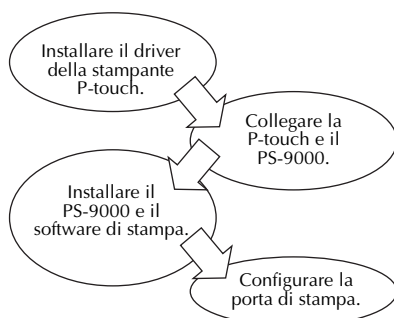 Installare il driver
della stampante
P-touch.
Collegare la
P-touch e il
PS-9000.
Installare il
PS-9000 e il
software di stampa.
Configurare la
porta di stampa.